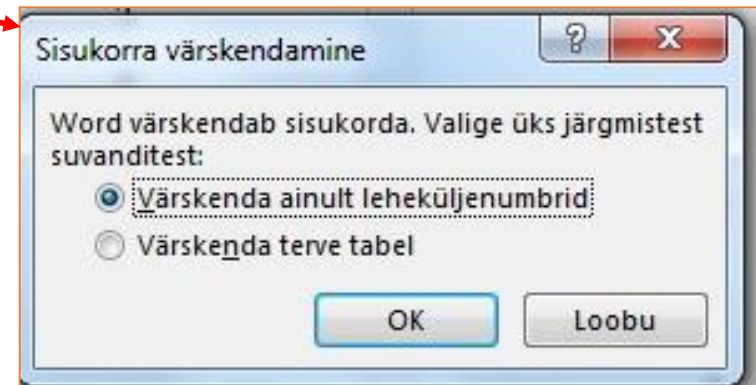 Sisukorra värskendamine
Word värskendab sisukorda. Valige üks järgmistest
suvanditest:
Värskenda ainult leheküljenumbrid
Värskenda terve tabel
OK
Loobu